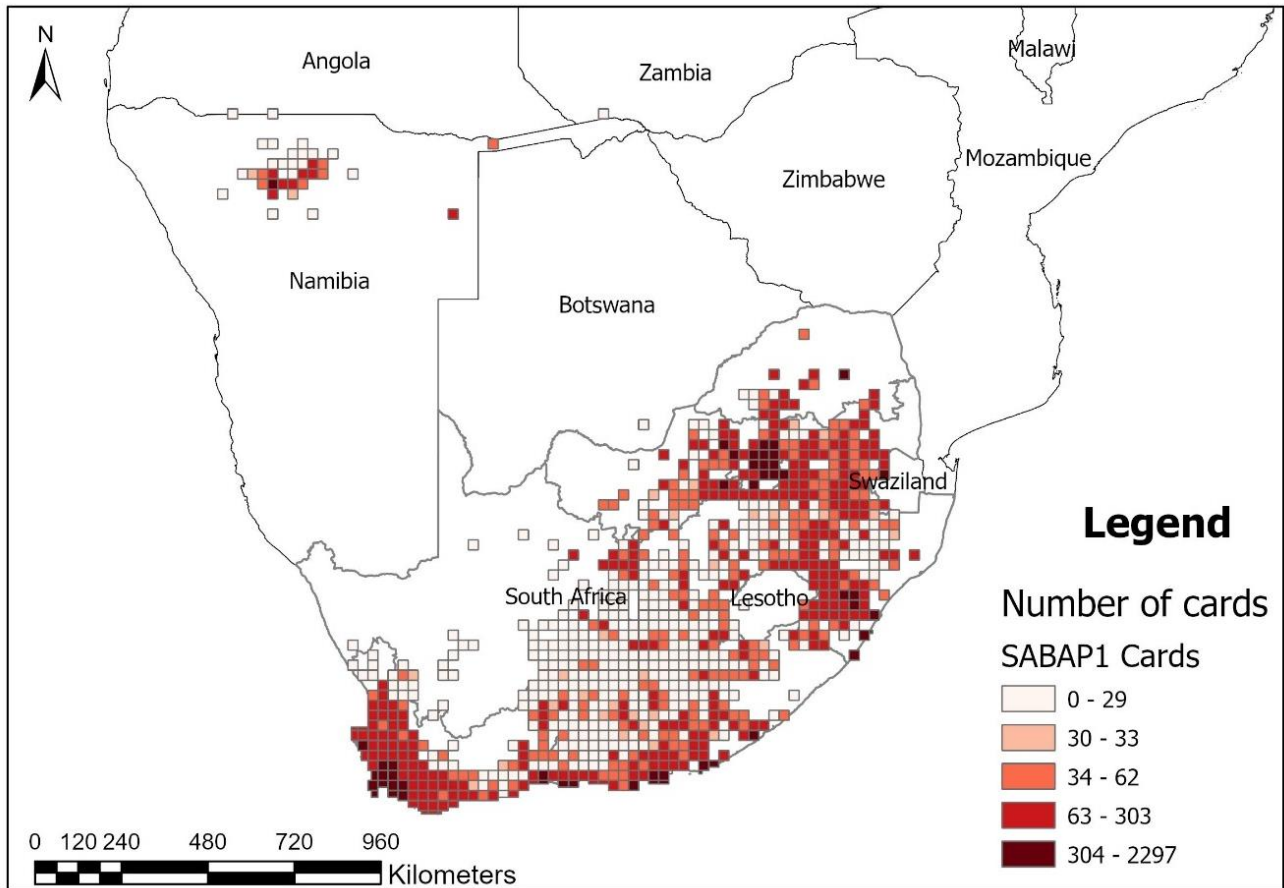 N
Angola
Zambia
Malawi
Mozambique
Zimbabwe
Namibia
Botswana
Swaziland
South Africa
Lesotho
Legend
Number of cards
SABAP1 Cards
0 - 29
30 - 33
34 - 62
63 - 303
304 - 2297
0 120 240 480 720 960
Kilometers